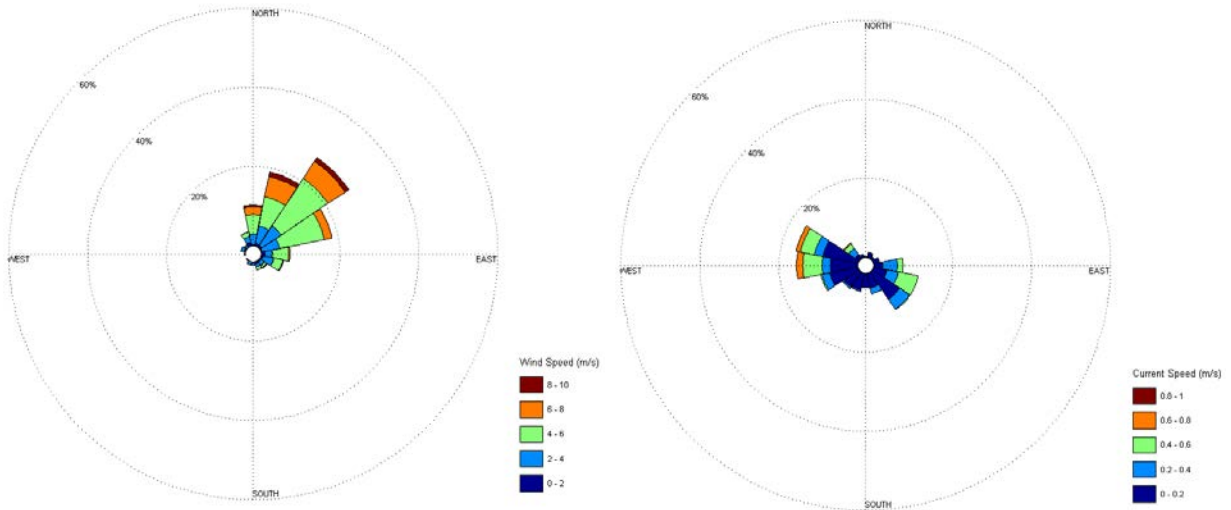 NORTH
60%
40%
20%
WEST
EAST
SOUTH
Wind Speed (m/s)
8 - 10
6 - 8
4 - 6
2 - 4
0 - 2
NORTH
60%
40%
20%
WEST
EAST
SOUTH
Current Speed (m/s)
0.8 - 1
0.6 - 0.8
0.4 - 0.6
0.2 - 0.4
0 - 0.2